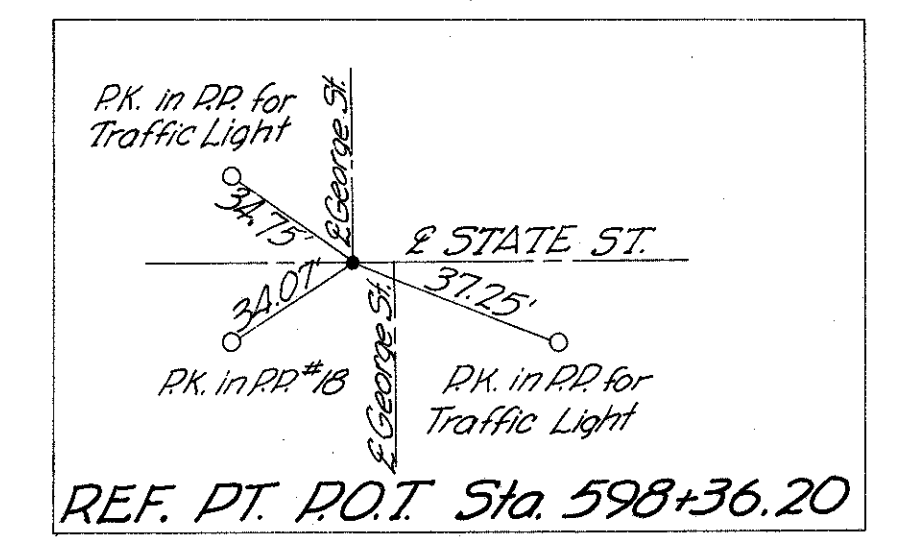 P.K. in P.P. for
Traffic Light
℄ George St.
34.75'
℄ STATE ST.
34.07'
37.25'
℄ George St.
P.K. in P.P. #18
P.K. in P.P. for
Traffic Light
REF. PT. P.O.T. Sta. 598+36.20